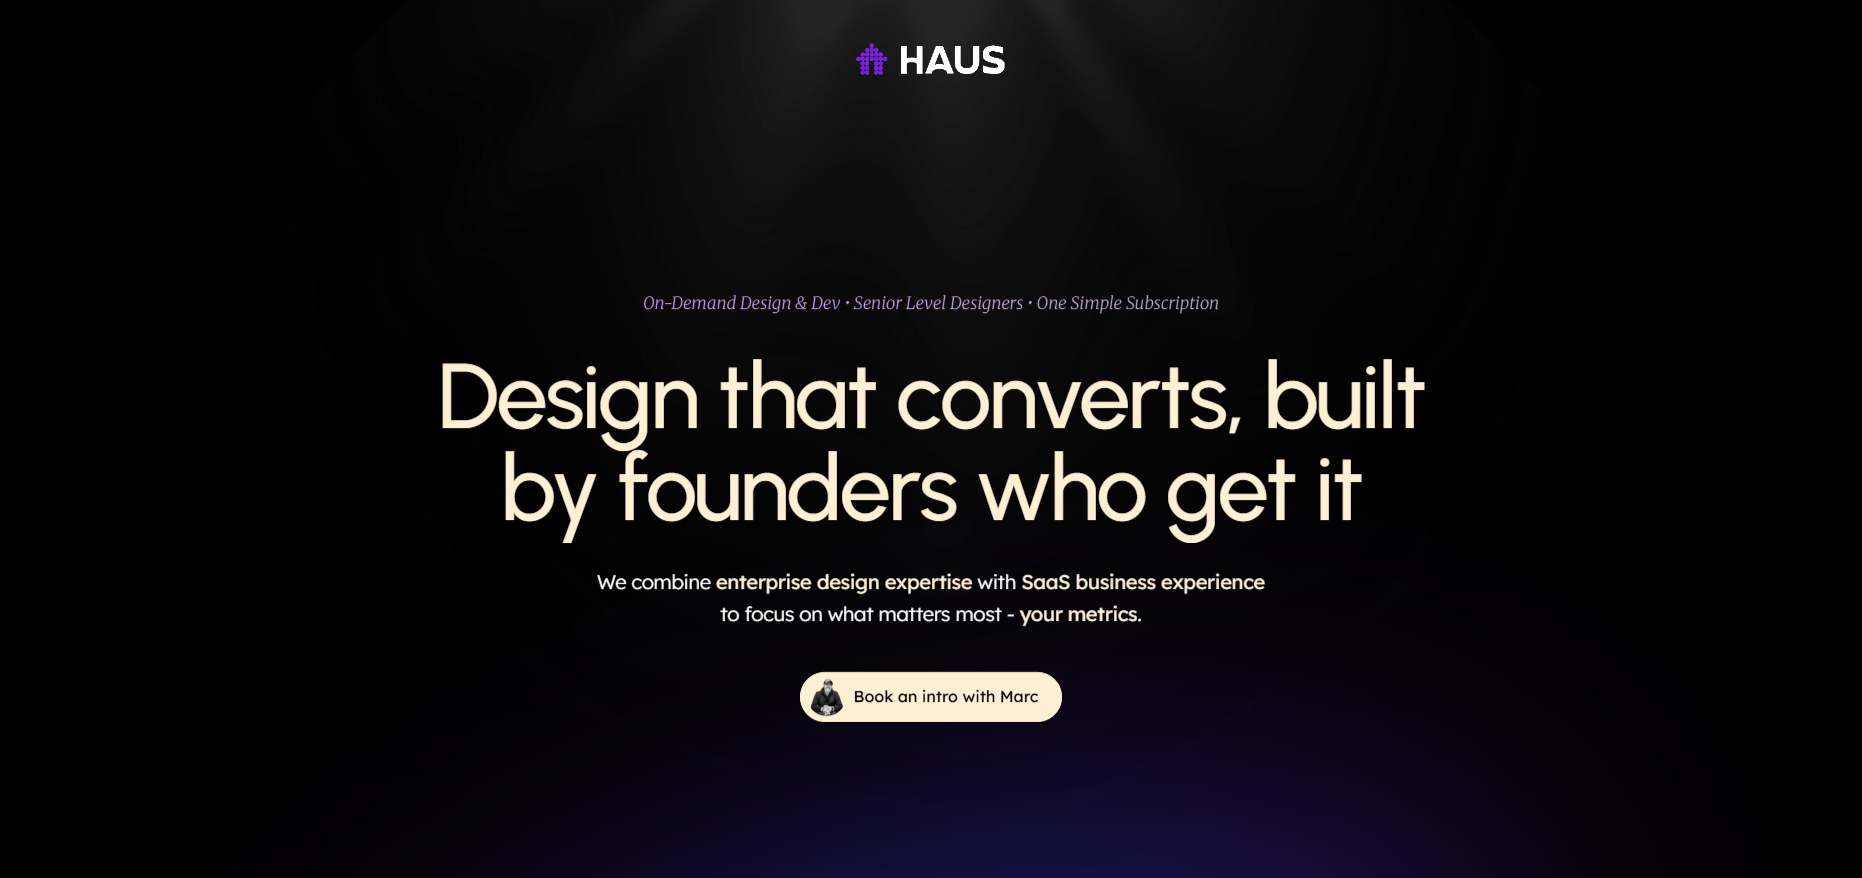 HAUS
On-Demand Design & Dev • Senior Level Designers • One Simple Subscription
Design that converts, built
by founders who get it
We combine enterprise design expertise with SaaS business experience
to focus on what matters most - your metrics.
Book an intro with Marc